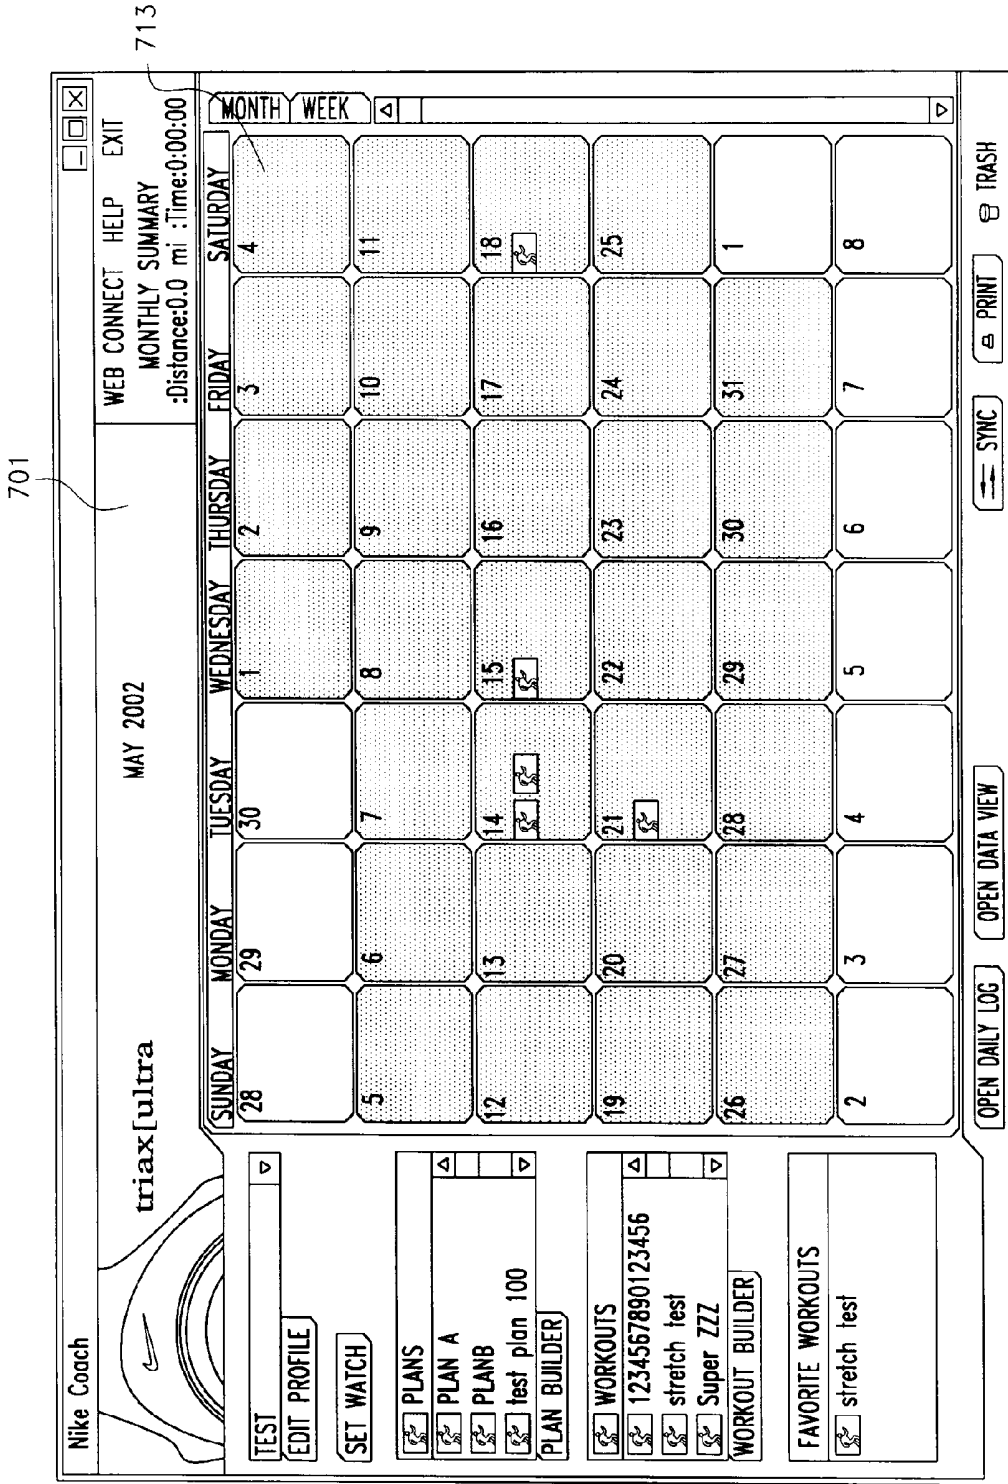 701
713
Nike Coach
triax[ultra
MAY 2002
WEB CONNECT HELP EXIT
MONTHLY SUMMARY
:Distance:0.0 mi :Time:0:00:00
TEST
EDIT PROFILE
SET WATCH
PLANS
PLAN A
PLANB
test plan 100
PLAN BUILDER
WORKOUTS
1234567890123456
stretch test
Super ZZZ
WORKOUT BUILDER
FAVORITE WORKOUTS
stretch test
SUNDAY MONDAY TUESDAY WEDNESDAY THURSDAY FRIDAY SATURDAY
28 29 30 1 2 3 4
5 6 7 8 9 10 11
12 13 14 15 16 17 18
19 20 21 22 23 24 25
26 27 28 29 30 31 1
2 3 4 5 6 7 8
MONTH
WEEK
OPEN DAILY LOG OPEN DATA VIEW SYNC PRINT TRASH